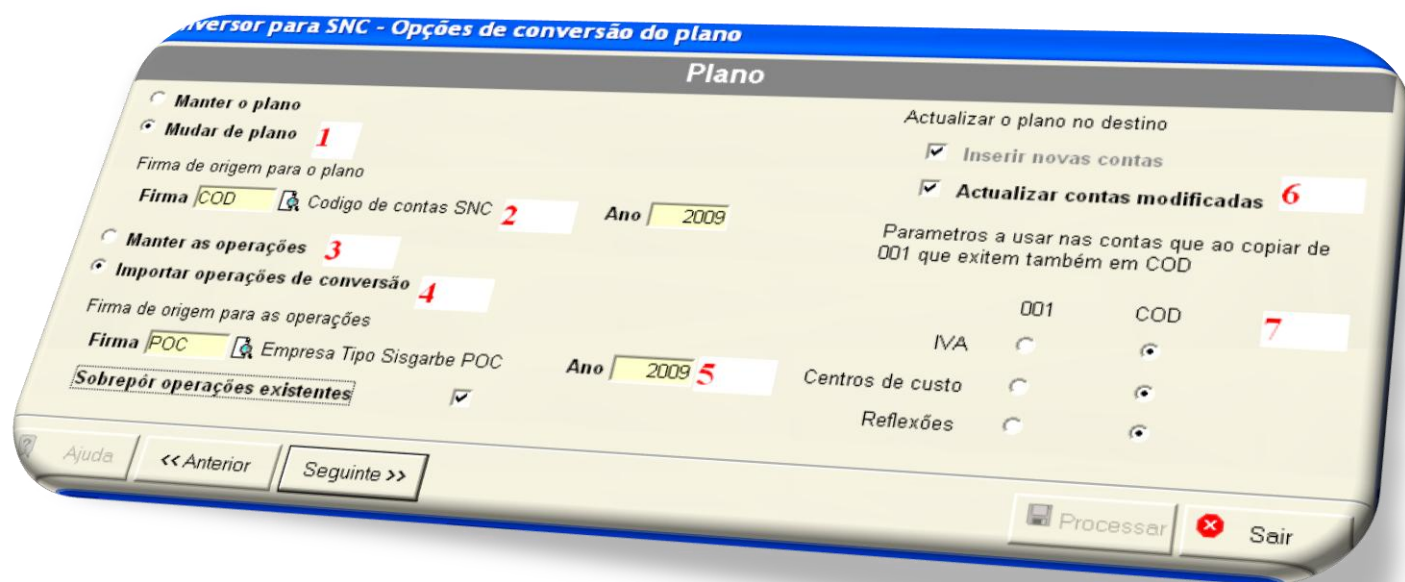 nversor para SNC - Opções de conversão do plano
Plano
Manter o plano
Mudar de plano 1
Firma de origem para o plano
Firma COD Codigo de contas SNC 2 Ano 2009
Manter as operações 3
Importar operações de conversão 4
Firma de origem para as operações
Firma POC Empresa Tipo Sisgarbe POC Ano 2009 5
Sobrepôr operações existentes
Actualizar o plano no destino
Inserir novas contas
Actualizar contas modificadas 6
Parametros a usar nas contas que ao copiar de
001 que exitem também em COD
001 COD 7
IVA
Centros de custo
Reflexões
Ajuda << Anterior Seguinte >> Processar Sair